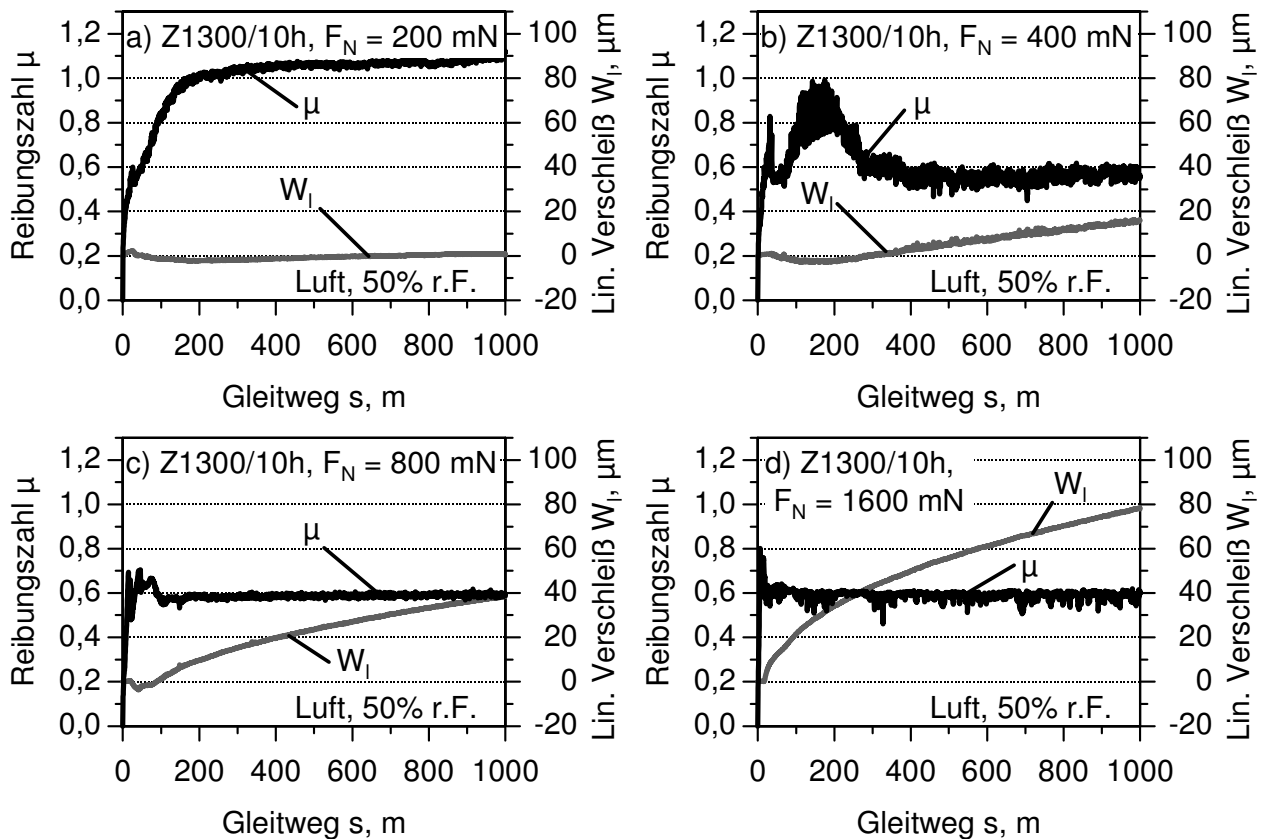 a) Z1300/10h, F_N = 200 mN
Reibungszahl µ
1,2
1,0
0,8
0,6
0,4
0,2
0,0
µ
W_l
Luft, 50% r.F.
100
80
60
40
20
0
-20
Lin. Verschleiß W_l, µm
0 200 400 600 800 1000
Gleitweg s, m
b) Z1300/10h, F_N = 400 mN
Reibungszahl µ
1,2
1,0
0,8
0,6
0,4
0,2
0,0
µ
W_l
Luft, 50% r.F.
100
80
60
40
20
0
-20
Lin. Verschleiß W_l, µm
0 200 400 600 800 1000
Gleitweg s, m
c) Z1300/10h, F_N = 800 mN
Reibungszahl µ
1,2
1,0
0,8
0,6
0,4
0,2
0,0
µ
W_l
Luft, 50% r.F.
100
80
60
40
20
0
-20
Lin. Verschleiß W_l, µm
0 200 400 600 800 1000
Gleitweg s, m
d) Z1300/10h,
F_N = 1600 mN
Reibungszahl µ
1,2
1,0
0,8
0,6
0,4
0,2
0,0
W_l
µ
Luft, 50% r.F.
100
80
60
40
20
0
-20
Lin. Verschleiß W_l, µm
0 200 400 600 800 1000
Gleitweg s, m